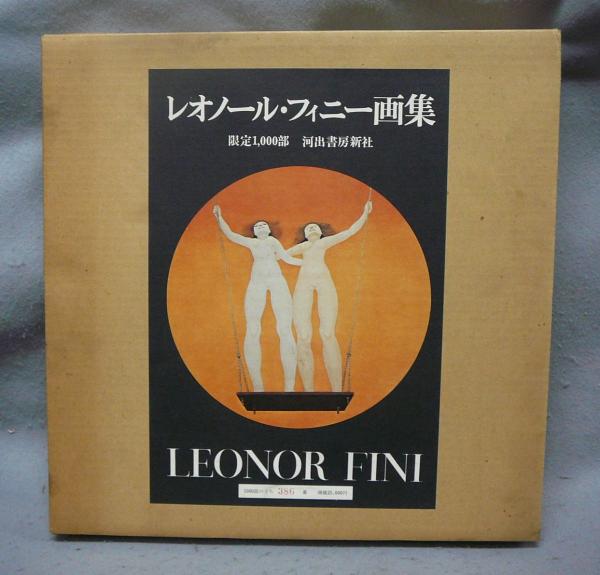 レオノール・フィニー画集
限定1,000部 河出書房新社
LEONOR FINI
386 番